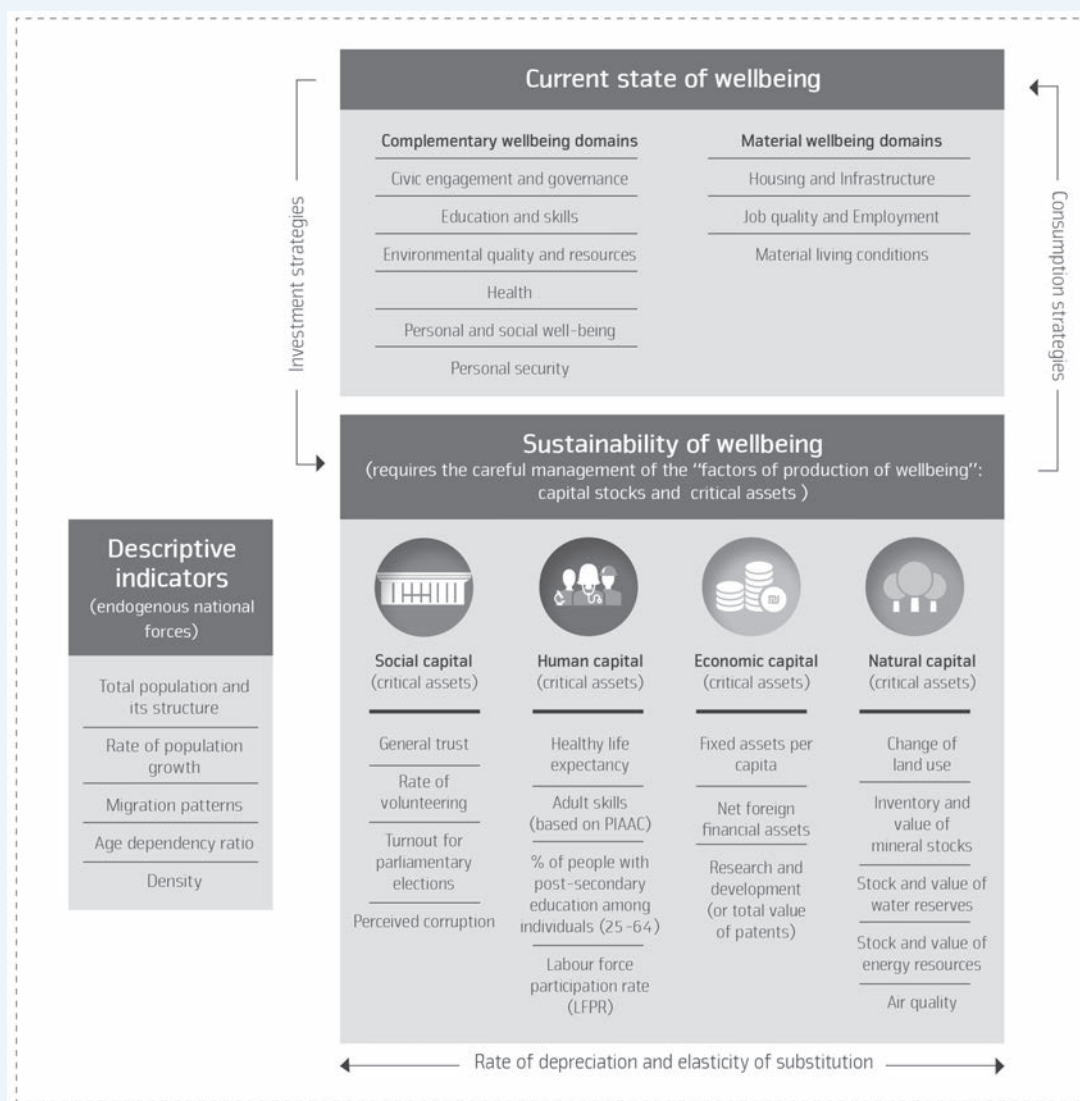 Current state of wellbeing
Complementary wellbeing domains
Civic engagement and governance
Education and skills
Environmental quality and resources
Health
Personal and social well-being
Personal security
Material wellbeing domains
Housing and Infrastructure
Job quality and Employment
Material living conditions
Investment strategies
Consumption strategies
Sustainability of wellbeing
(requires the careful management of the "factors of production of wellbeing":
capital stocks and critical assets )
Descriptive
indicators
(endogenous national
forces)
Total population and
its structure
Rate of population
growth
Migration patterns
Age dependency ratio
Density
Social capital
(critical assets)
General trust
Rate of
volunteering
Turnout for
parliamentary
elections
Perceived corruption
Human capital
(critical assets)
Healthy life
expectancy
Adult skills
(based on PIAAC)
% of people with
post-secondary
education among
individuals (25-64)
Labour force
participation rate
(LFPR)
₪
Economic capital
(critical assets)
Fixed assets per
capita
Net foreign
financial assets
Research and
development
(or total value
of patents)
Natural capital
(critical assets)
Change of
land use
Inventory and
value of
mineral stocks
Stock and value of
water reserves
Stock and value of
energy resources
Air quality
Rate of depreciation and elasticity of substitution